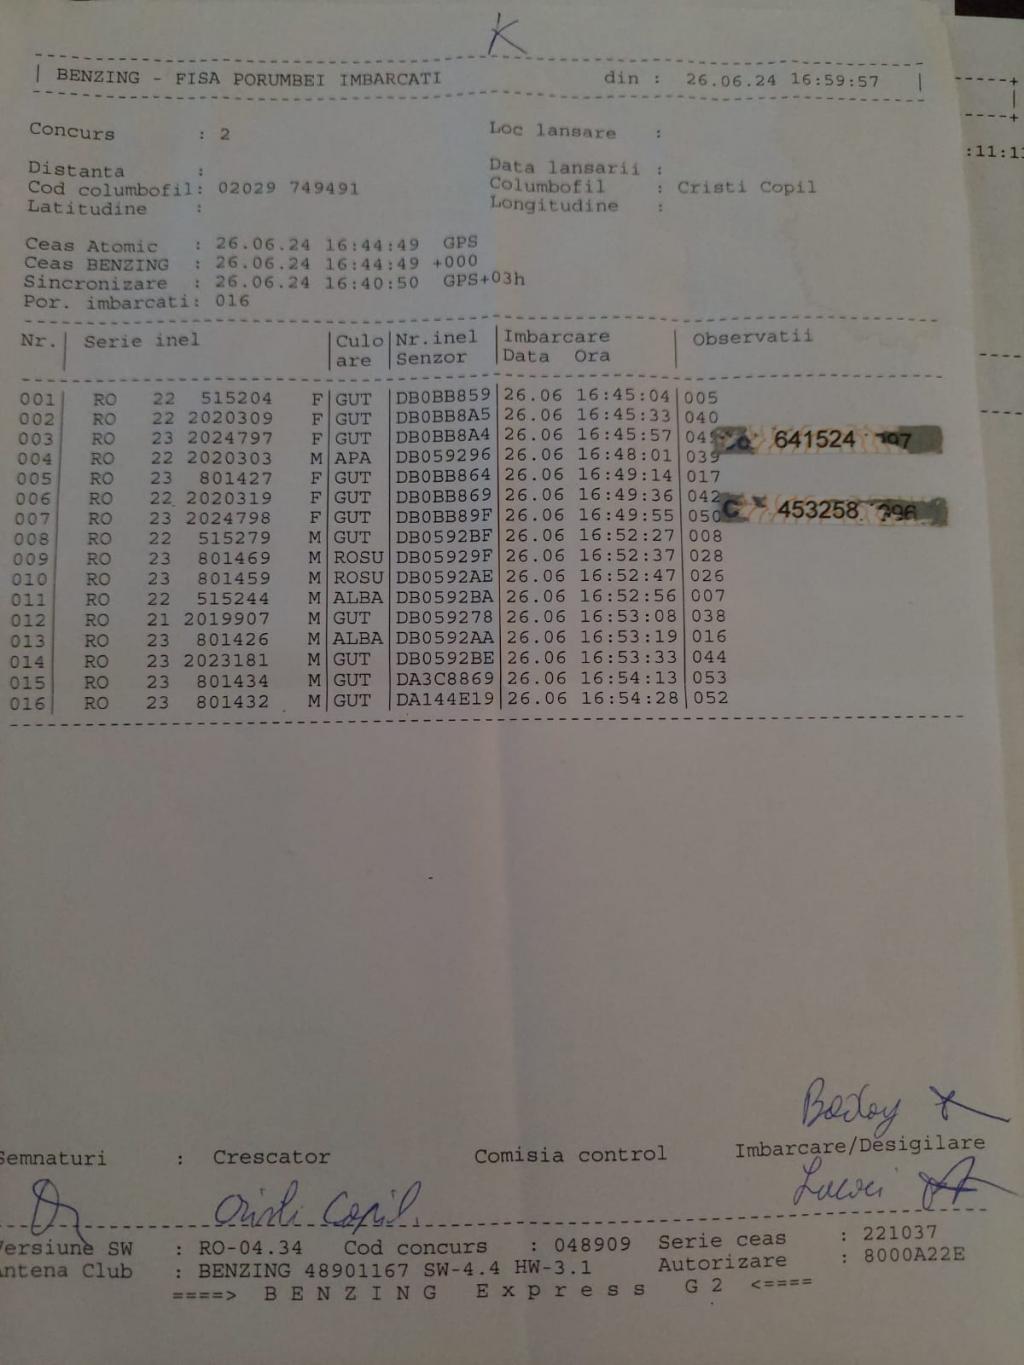 K
| BENZING - FISA PORUMBEI IMBARCATI din : 26.06.24 16:59:57 |
Concurs : 2 Loc lansare :
Distanta : Data lansarii :
Cod columbofil: 02029 749491 Columbofil : Cristi Copil
Latitudine : Longitudine :
Ceas Atomic : 26.06.24 16:44:49 GPS
Ceas BENZING : 26.06.24 16:44:49 +000
Sincronizare : 26.06.24 16:40:50 GPS+03h
Por. imbarcati: 016
Nr.| Serie inel |Culo|Nr.inel |Imbarcare | Observatii
|are |Senzor |Data Ora |
001| RO 22 515204 F|GUT |DB0BB859|26.06 16:45:04|005
002| RO 22 2020309 F|GUT |DB0BB8A5|26.06 16:45:33|040
003| RO 23 2024797 F|GUT |DB0BB8A4|26.06 16:45:57| 641524
004| RO 22 2020303 M|APA |DB059296|26.06 16:48:01|039
005| RO 23 801427 F|GUT |DB0BB864|26.06 16:49:14|017
006| RO 22 2020319 F|GUT |DB0BB869|26.06 16:49:36|042
007| RO 23 2024798 F|GUT |DB0BB89F|26.06 16:49:55|050 453258
008| RO 22 515279 M|GUT |DB0592BF|26.06 16:52:27|008
009| RO 23 801469 M|ROSU|DB05929F|26.06 16:52:37|028
010| RO 23 801459 M|ROSU|DB0592AE|26.06 16:52:47|026
011| RO 22 515244 M|ALBA|DB0592BA|26.06 16:52:56|007
012| RO 21 2019907 M|GUT |DB059278|26.06 16:53:08|038
013| RO 23 801426 M|ALBA|DB0592AA|26.06 16:53:19|016
014| RO 23 2023181 M|GUT |DB0592BE|26.06 16:53:33|044
015| RO 23 801434 M|GUT |DA3C8869|26.06 16:54:13|053
016| RO 23 801432 M|GUT |DA144E19|26.06 16:54:28|052
Semnaturi : Crescator Comisia control Imbarcare/Desigilare
Cristi Copil
Versiune SW : RO-04.34 Cod concurs : 048909 Serie ceas : 221037
Antena Club : BENZING 48901167 SW-4.4 HW-3.1 Autorizare : 8000A22E
====> B E N Z I N G E x p r e s s G 2 <====